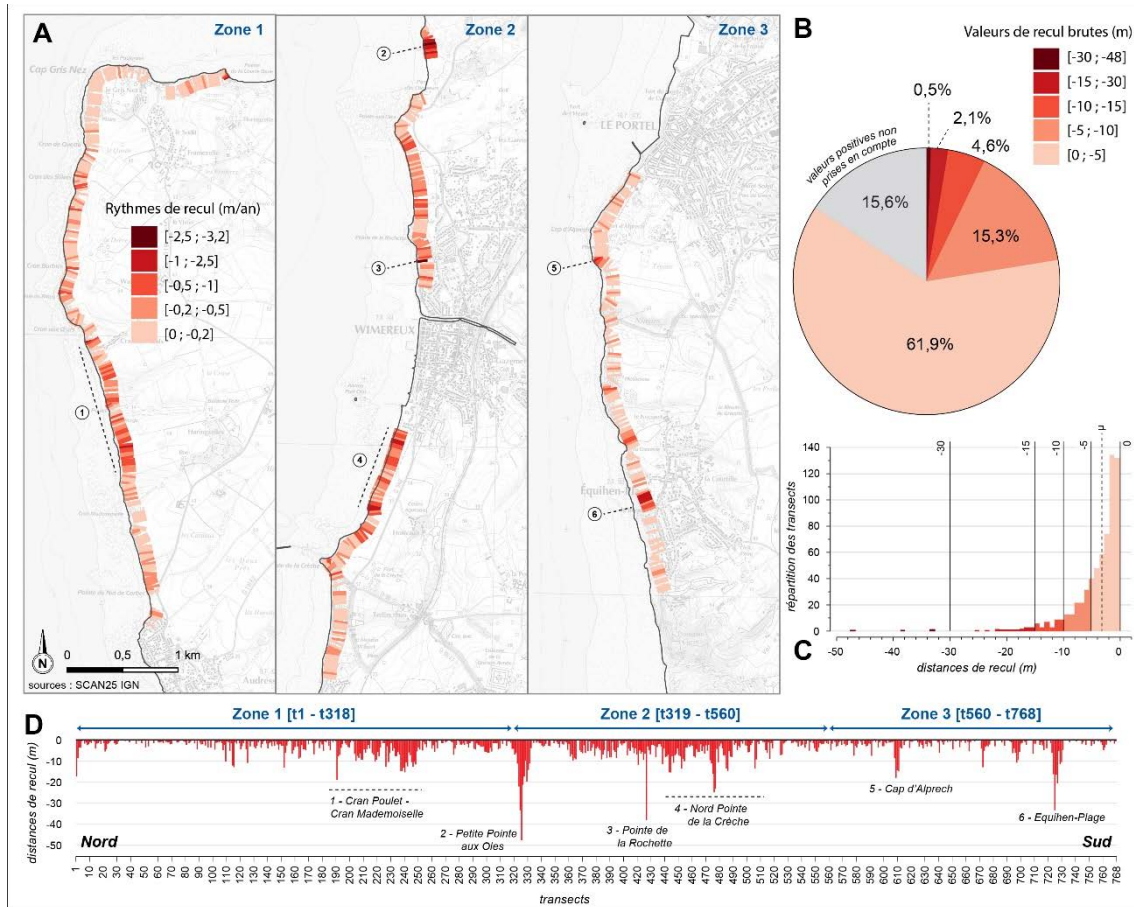 A
Zone 1
Zone 2
Zone 3
Cap Gris Nez
Rythmes de recul (m/an)
[-2,5 ; -3,2]
[-1 ; -2,5]
[-0,5 ; -1]
[-0,2 ; -0,5]
[0 ; -0,2]
1
N
0 0,5 1 km
sources : SCAN25 IGN
2
3
WIMEREUX
4
LE PORTEL
5
6
B
Valeurs de recul brutes (m)
[-30 ; -48]
[-15 ; -30]
[-10 ; -15]
[-5 ; -10]
[0 ; -5]
0,5%
2,1%
4,6%
15,3%
61,9%
15,6%
valeurs positives non
prises en compte
C
répartition des transects
140
120
100
80
60
40
20
0
-30
-15
-10
-5
µ
0
-50 -40 -30 -20 -10 0
distances de recul (m)
D
Zone 1 [t1 - t318]
Zone 2 [t319 - t560]
Zone 3 [t560 - t768]
distances de recul (m)
0
-10
-20
-30
-40
-50
1 - Cran Poulet -
Cran Mademoiselle
2 - Petite Pointe
aux Oies
3 - Pointe de
la Rochette
4 - Nord Pointe
de la Crèche
5 - Cap d'Alprech
6 - Equihen-Plage
Nord
Sud
1 10 20 30 40 50 60 70 80 90 100 110 120 130 140 150 160 170 180 190 200 210 220 230 240 250 260 270 280 290 300 310 320 330 340 350 360 370 380 390 400 410 420 430 440 450 460 470 480 490 500 510 520 530 540 550 560 570 580 590 600 610 620 630 640 650 660 670 680 690 700 710 720 730 740 750 760 768
transects